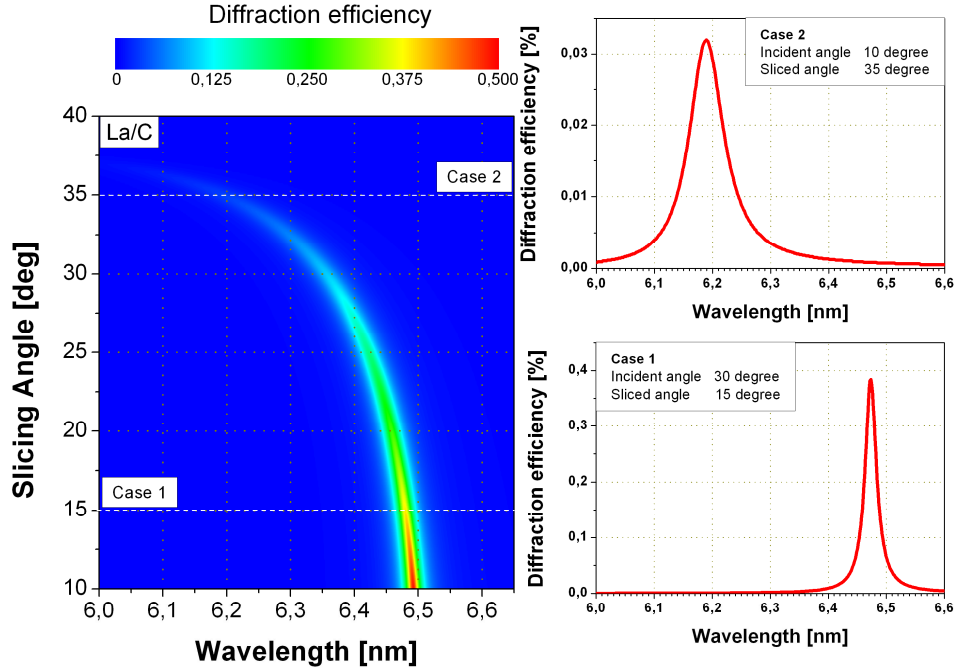 Diffraction efficiency
0 0,125 0,250 0,375 0,500
Slicing Angle [deg]
40
35
30
25
20
15
10
La/C
Case 2
Case 1
6,0 6,1 6,2 6,3 6,4 6,5 6,6
Wavelength [nm]
Diffraction efficiency [%]
0,03
0,02
0,01
0,00
Case 2
Incident angle 10 degree
Sliced angle 35 degree
6,0 6,1 6,2 6,3 6,4 6,5 6,6
Wavelength [nm]
Diffraction efficiency [%]
0,4
0,3
0,2
0,1
0,0
Case 1
Incident angle 30 degree
Sliced angle 15 degree
6,0 6,1 6,2 6,3 6,4 6,5 6,6
Wavelength [nm]